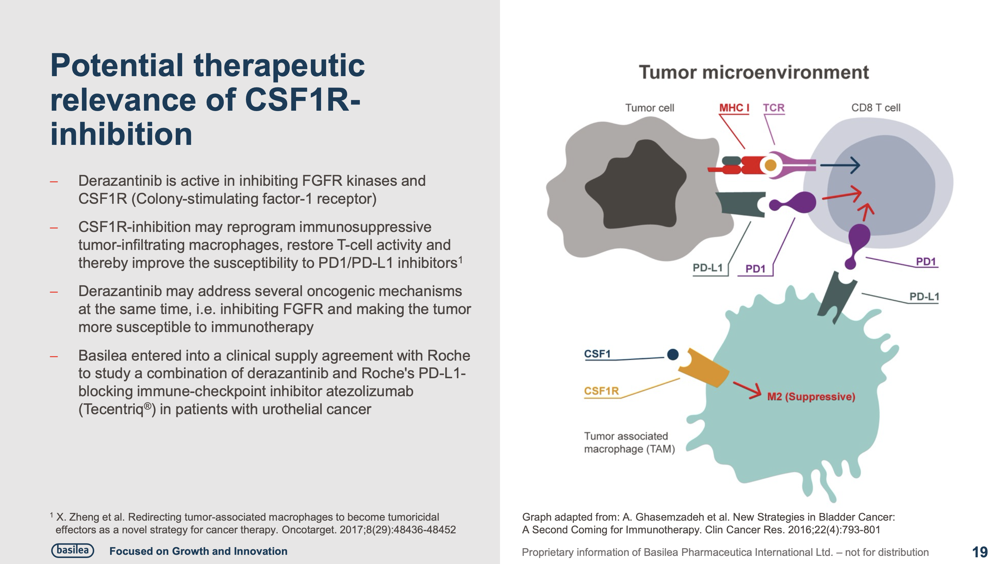 Potential therapeutic
relevance of CSF1R-
inhibition
– Derazantinib is active in inhibiting FGFR kinases and
CSF1R (Colony-stimulating factor-1 receptor)
– CSF1R-inhibition may reprogram immunosuppressive
tumor-infiltrating macrophages, restore T-cell activity and
thereby improve the susceptibility to PD1/PD-L1 inhibitors¹
– Derazantinib may address several oncogenic mechanisms
at the same time, i.e. inhibiting FGFR and making the tumor
more susceptible to immunotherapy
– Basilea entered into a clinical supply agreement with Roche
to study a combination of derazantinib and Roche's PD-L1-
blocking immune-checkpoint inhibitor atezolizumab
(Tecentriq®) in patients with urothelial cancer
¹ X. Zheng et al. Redirecting tumor-associated macrophages to become tumoricidal
effectors as a novel strategy for cancer therapy. Oncotarget. 2017;8(29):48436-48452
Tumor microenvironment
Tumor cell
MHC I
TCR
CD8 T cell
PD-L1
PD1
PD1
PD-L1
CSF1
CSF1R
M2 (Suppressive)
Tumor associated
macrophage (TAM)
Graph adapted from: A. Ghasemzadeh et al. New Strategies in Bladder Cancer:
A Second Coming for Immunotherapy. Clin Cancer Res. 2016;22(4):793-801
basilea
Focused on Growth and Innovation
Proprietary information of Basilea Pharmaceutica International Ltd. – not for distribution
19